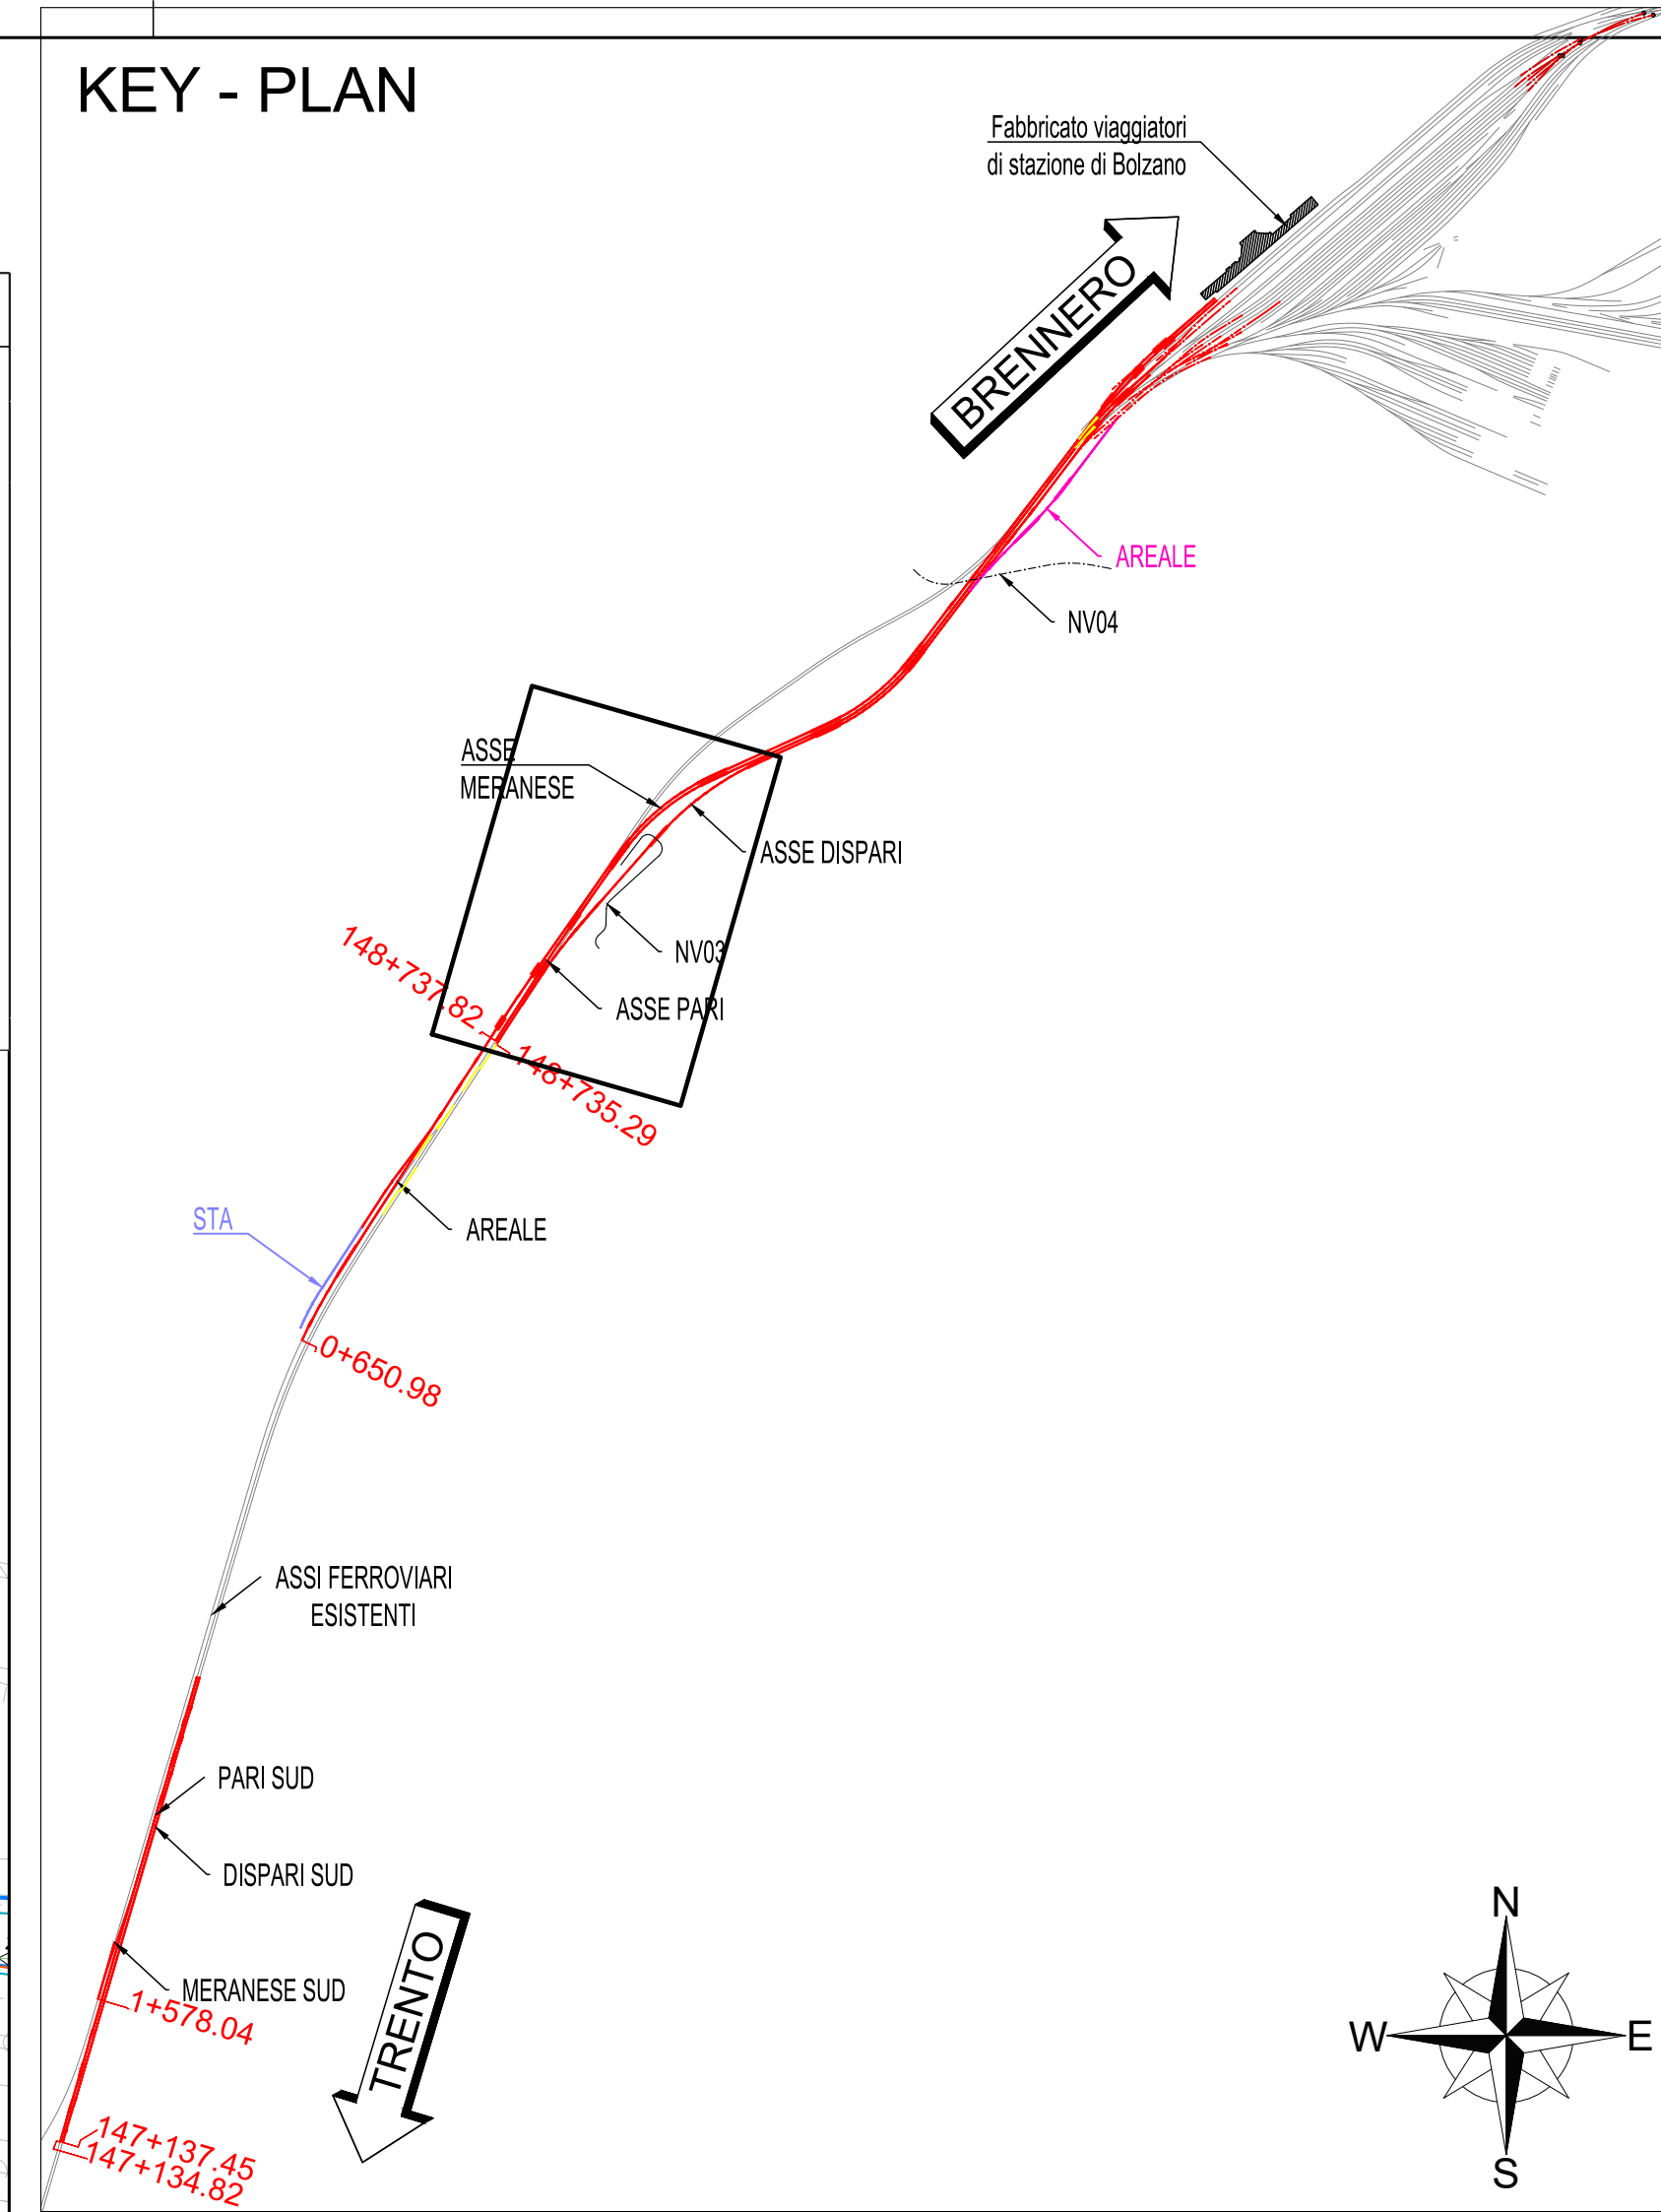 KEY - PLAN
Fabbricato viaggiatori
di stazione di Bolzano
BRENNERO
AREALE
NV04
ASSE
MERANESE
ASSE DISPARI
NV03
148+737.82
ASSE PARI
148+735.29
STA
AREALE
0+650.98
ASSI FERROVIARI
ESISTENTI
PARI SUD
DISPARI SUD
MERANESE SUD
1+578.04
TRENTO
147+137.45
147+134.82
N
W
E
S